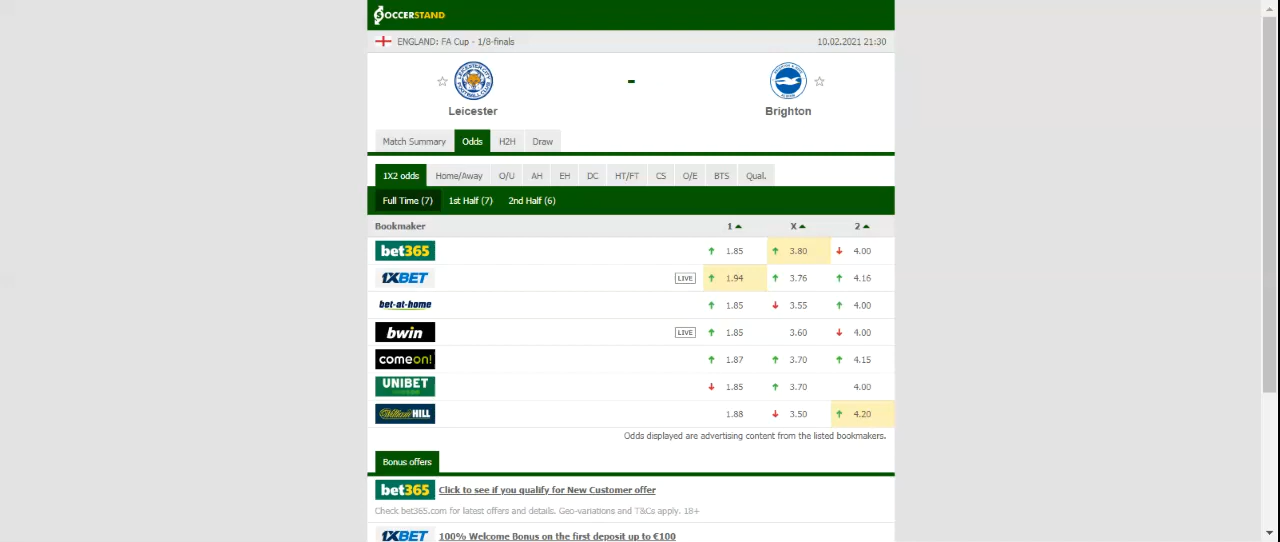 SOCCERSTAND
ENGLAND: FA Cup - 1/8-finals 10.02.2021 21:30
-
Leicester Brighton
Match Summary Odds H2H Draw
1X2 odds Home/Away O/U AH EH DC HT/FT CS O/E BTS Qual.
Full Time (7) 1st Half (7) 2nd Half (6)
Bookmaker 1 X 2
bet365 1.85 3.80 4.00
1XBET LIVE 1.94 3.76 4.16
bet-at-home 1.85 3.55 4.00
bwin LIVE 1.85 3.60 4.00
comeon! 1.87 3.70 4.15
UNIBET 1.85 3.70 4.00
William HILL 1.88 3.50 4.20
Odds displayed are advertising content from the listed bookmakers.
Bonus offers
bet365 Click to see if you qualify for New Customer offer
Check bet365.com for latest offers and details. Geo-variations and T&Cs apply. 18+
1XBET 100% Welcome Bonus on the first deposit up to €100